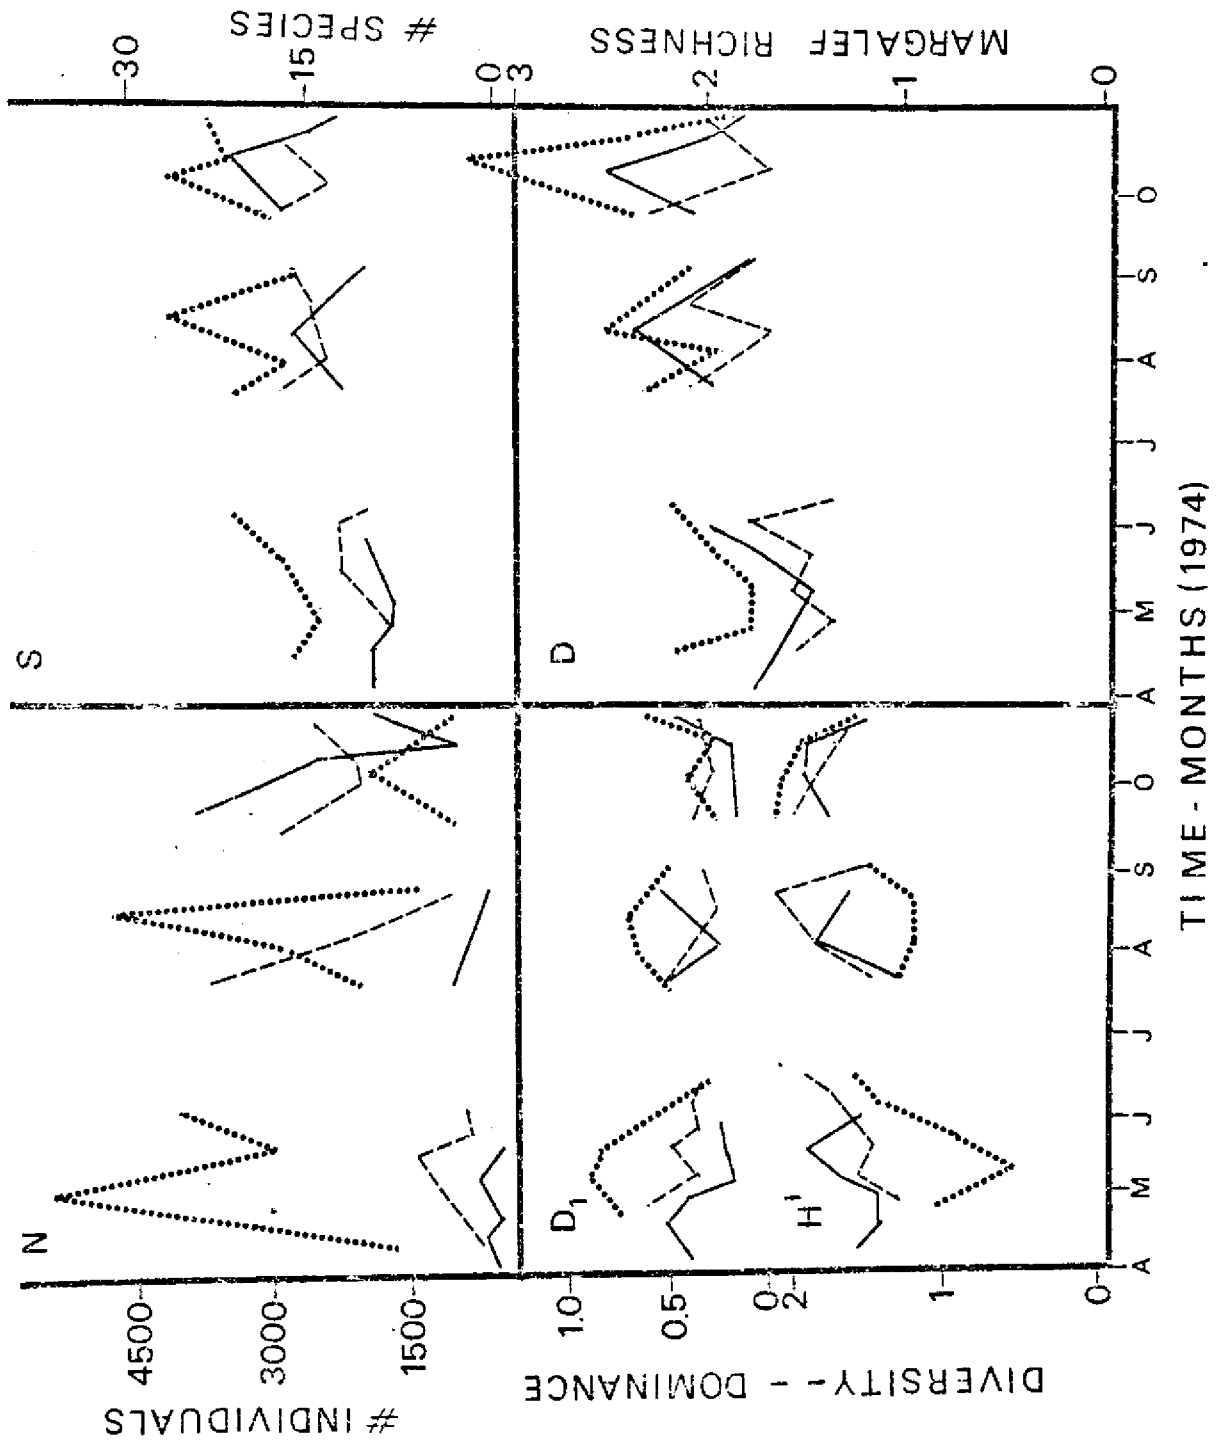 N
S
# INDIVIDUALS
4500
3000
1500
30
15
0
# SPECIES
D₁
H'
D
DIVERSITY - - DOMINANCE
1.0
0.5
0
2
1
0
3
2
1
0
MARGALEF RICHNESS
A M J J A S O
A M J J A S O
TIME - MONTHS (1974)